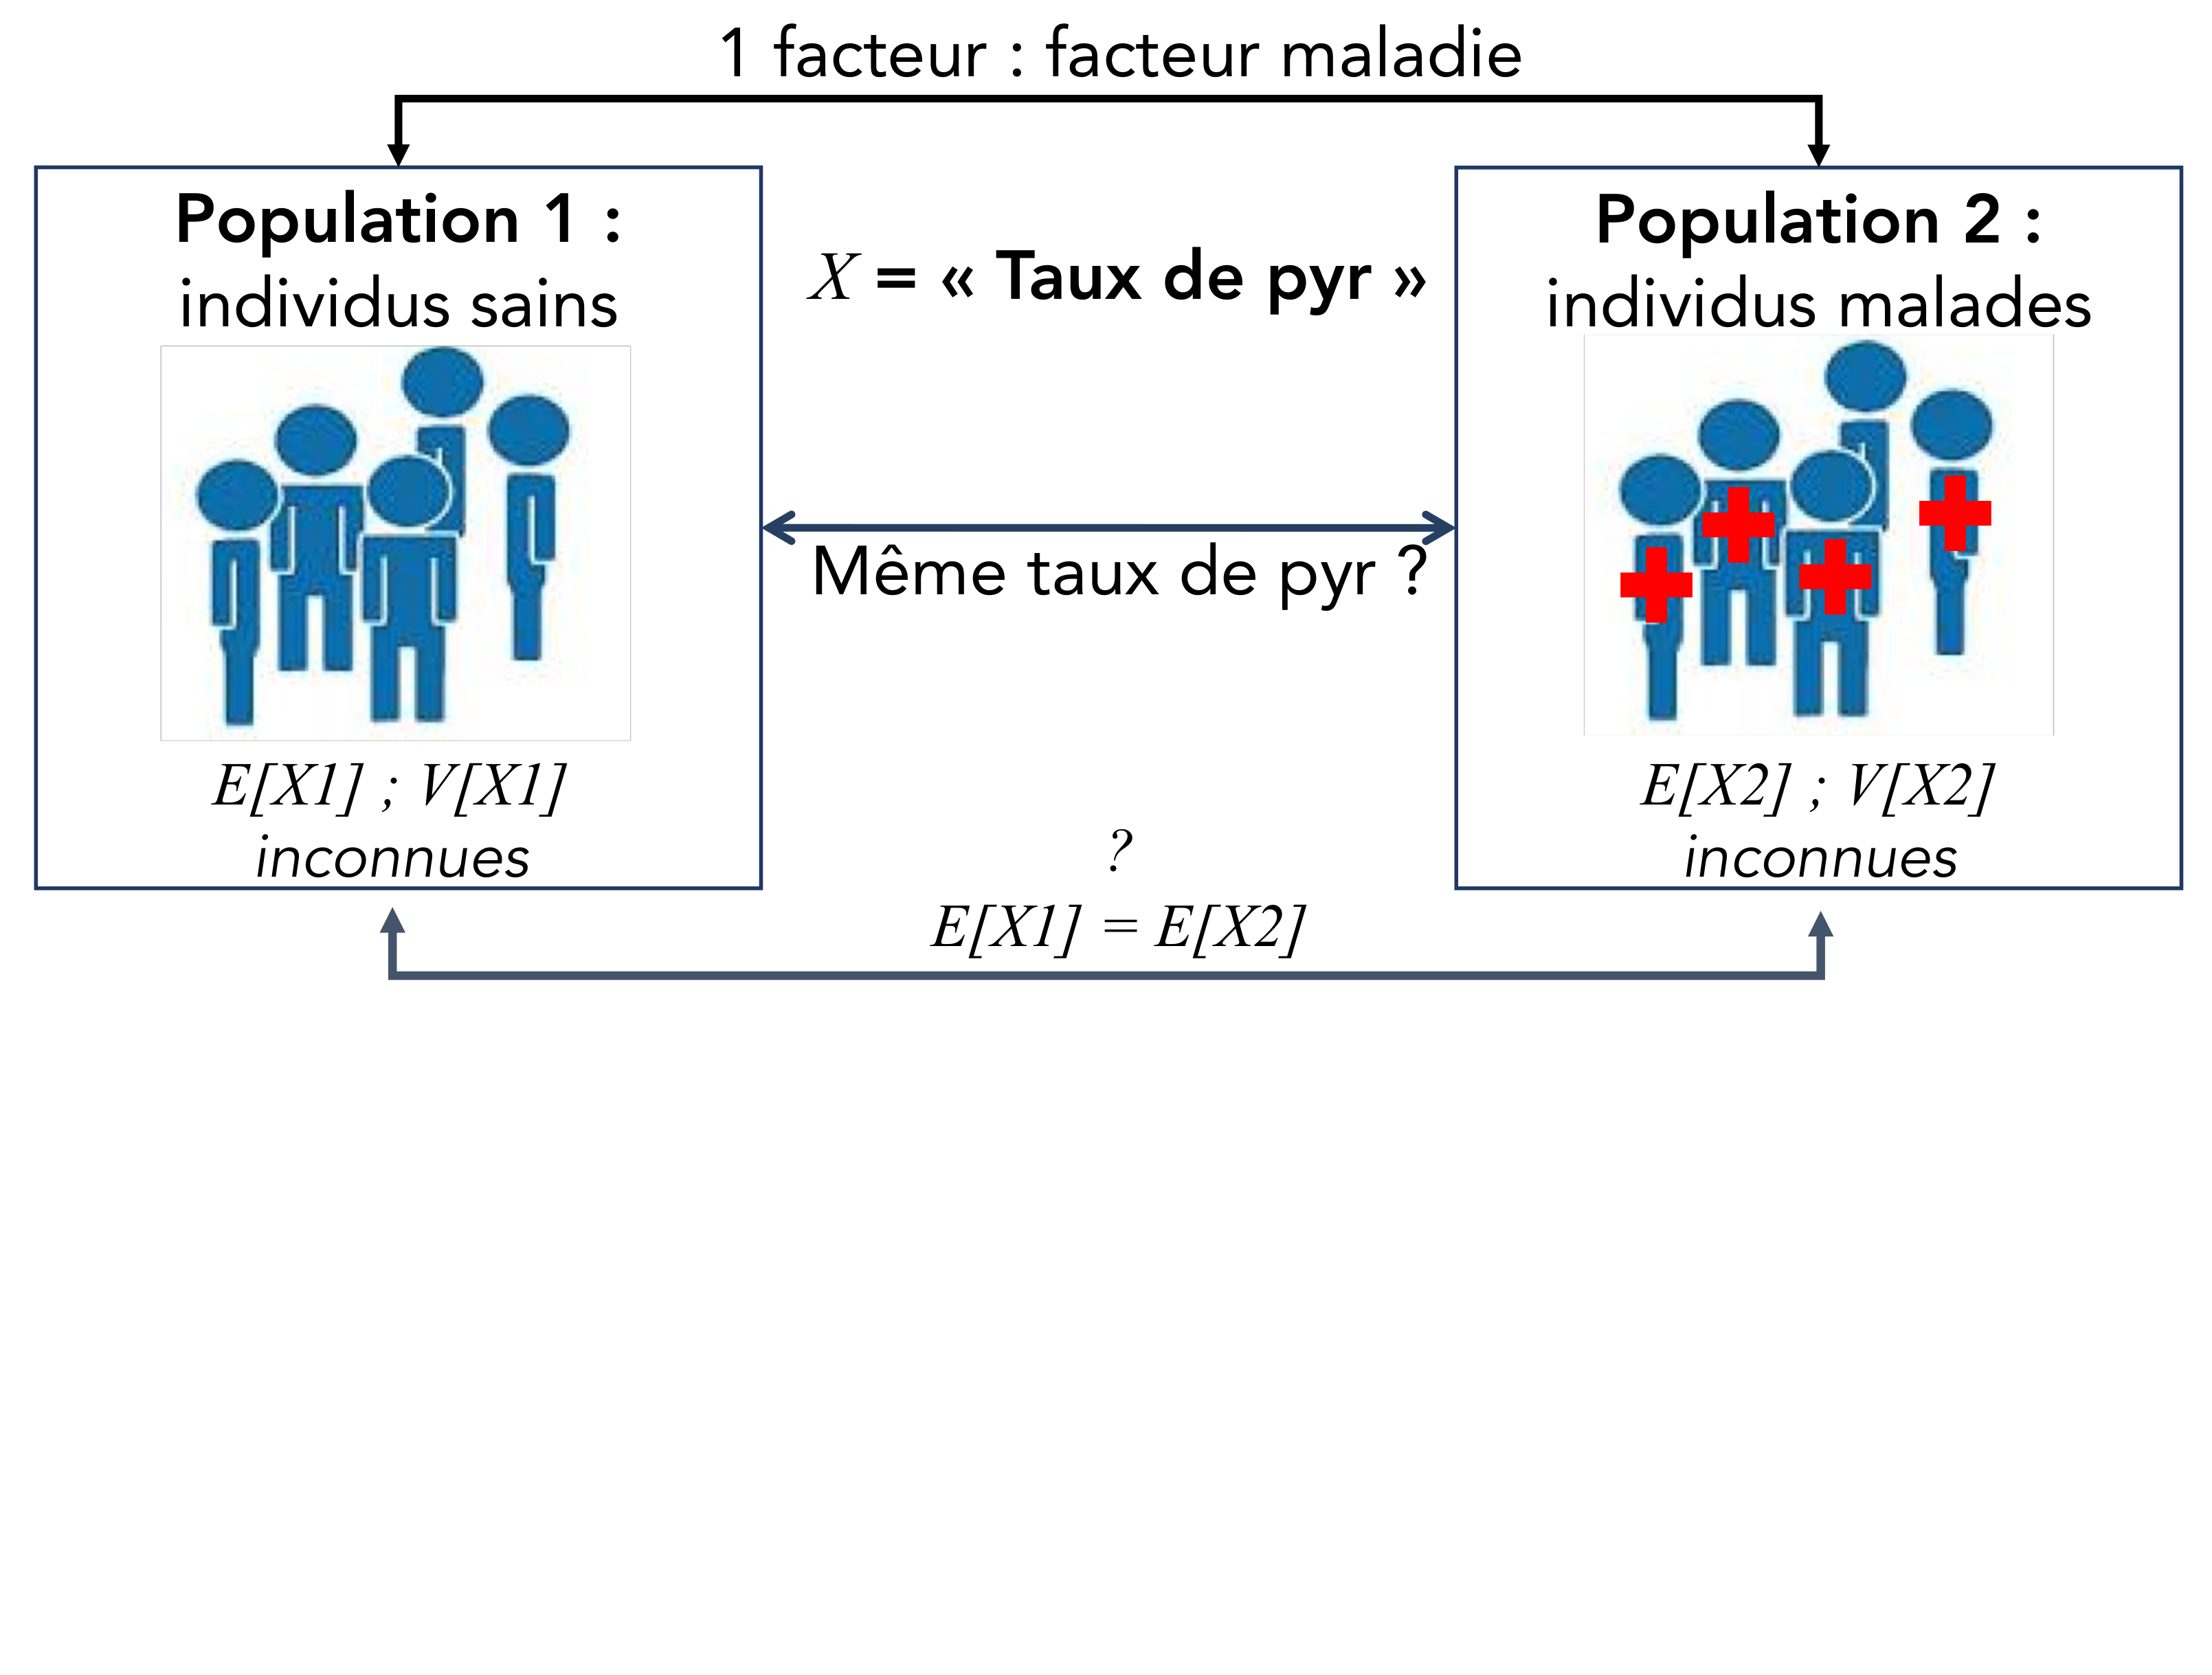 1 facteur : facteur maladie
Population 1 :
individus sains
E[X1] ; V[X1]
inconnues
X = « Taux de pyr »
Même taux de pyr ?
?
E[X1] = E[X2]
Population 2 :
individus malades
E[X2] ; V[X2]
inconnues